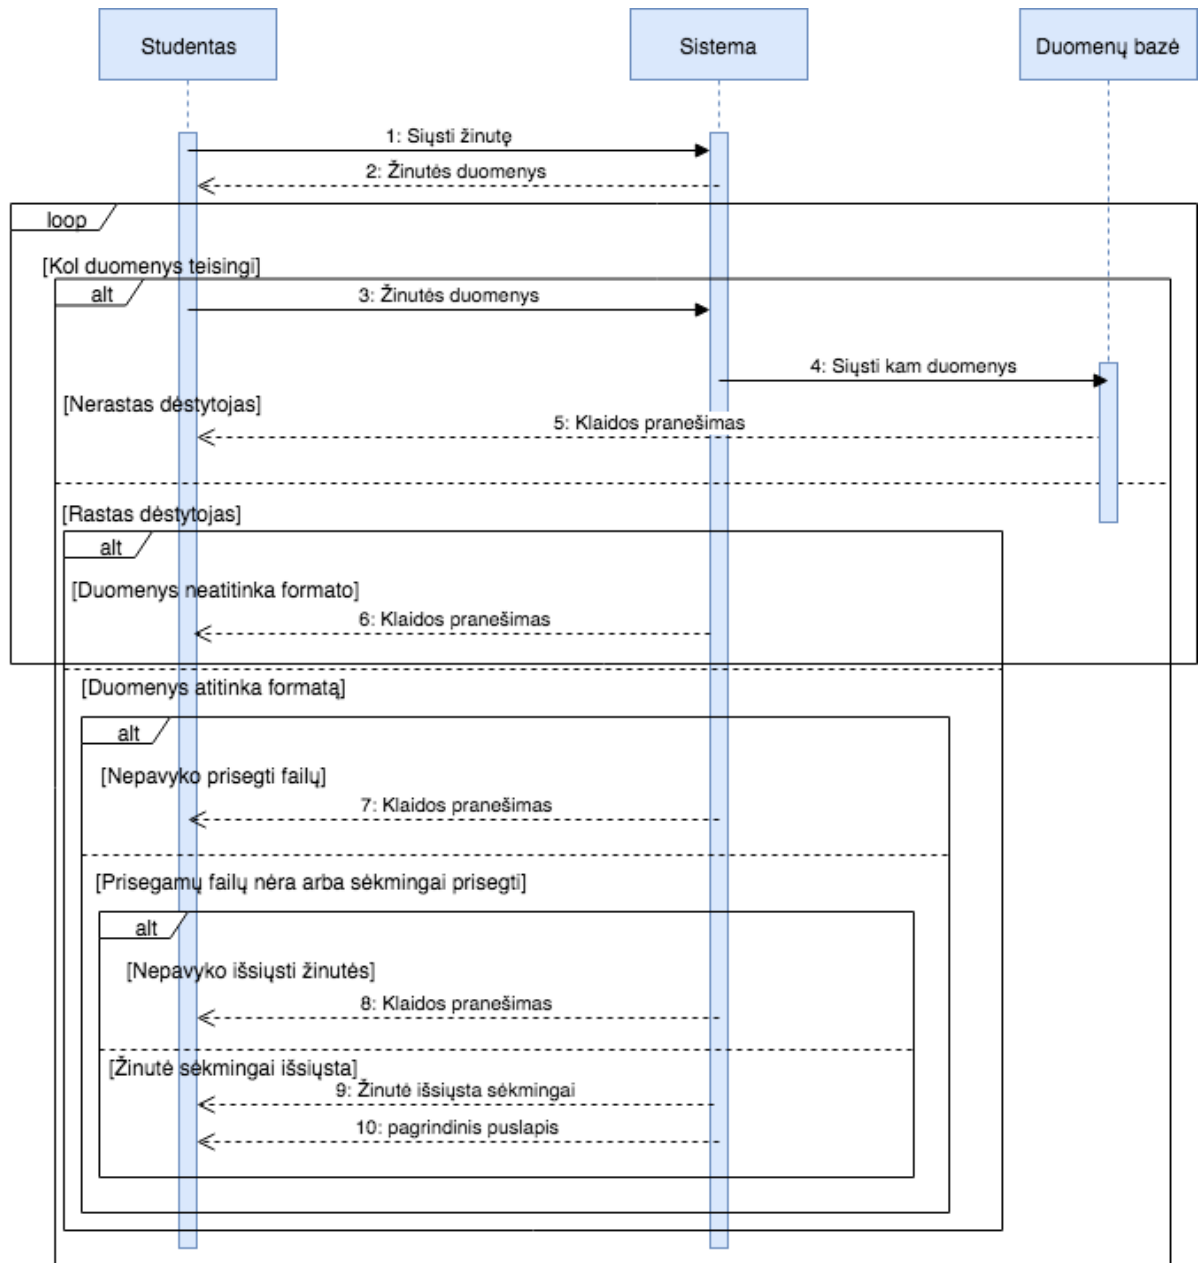 Studentas
Sistema
Duomenų bazė
1: Siųsti žinutę
2: Žinutės duomenys
loop
[Kol duomenys teisingi]
alt
3: Žinutės duomenys
4: Siųsti kam duomenys
[Nerastas dėstytojas]
5: Klaidos pranešimas
[Rastas dėstytojas]
alt
[Duomenys neatitinka formato]
6: Klaidos pranešimas
[Duomenys atitinka formatą]
alt
[Nepavyko prisegti failų]
7: Klaidos pranešimas
[Prisegamų failų nėra arba sėkmingai prisegti]
alt
[Nepavyko išsiųsti žinutės]
8: Klaidos pranešimas
[Žinutė sėkmingai išsiųsta]
9: Žinutė išsiųsta sėkmingai
10: pagrindinis puslapis